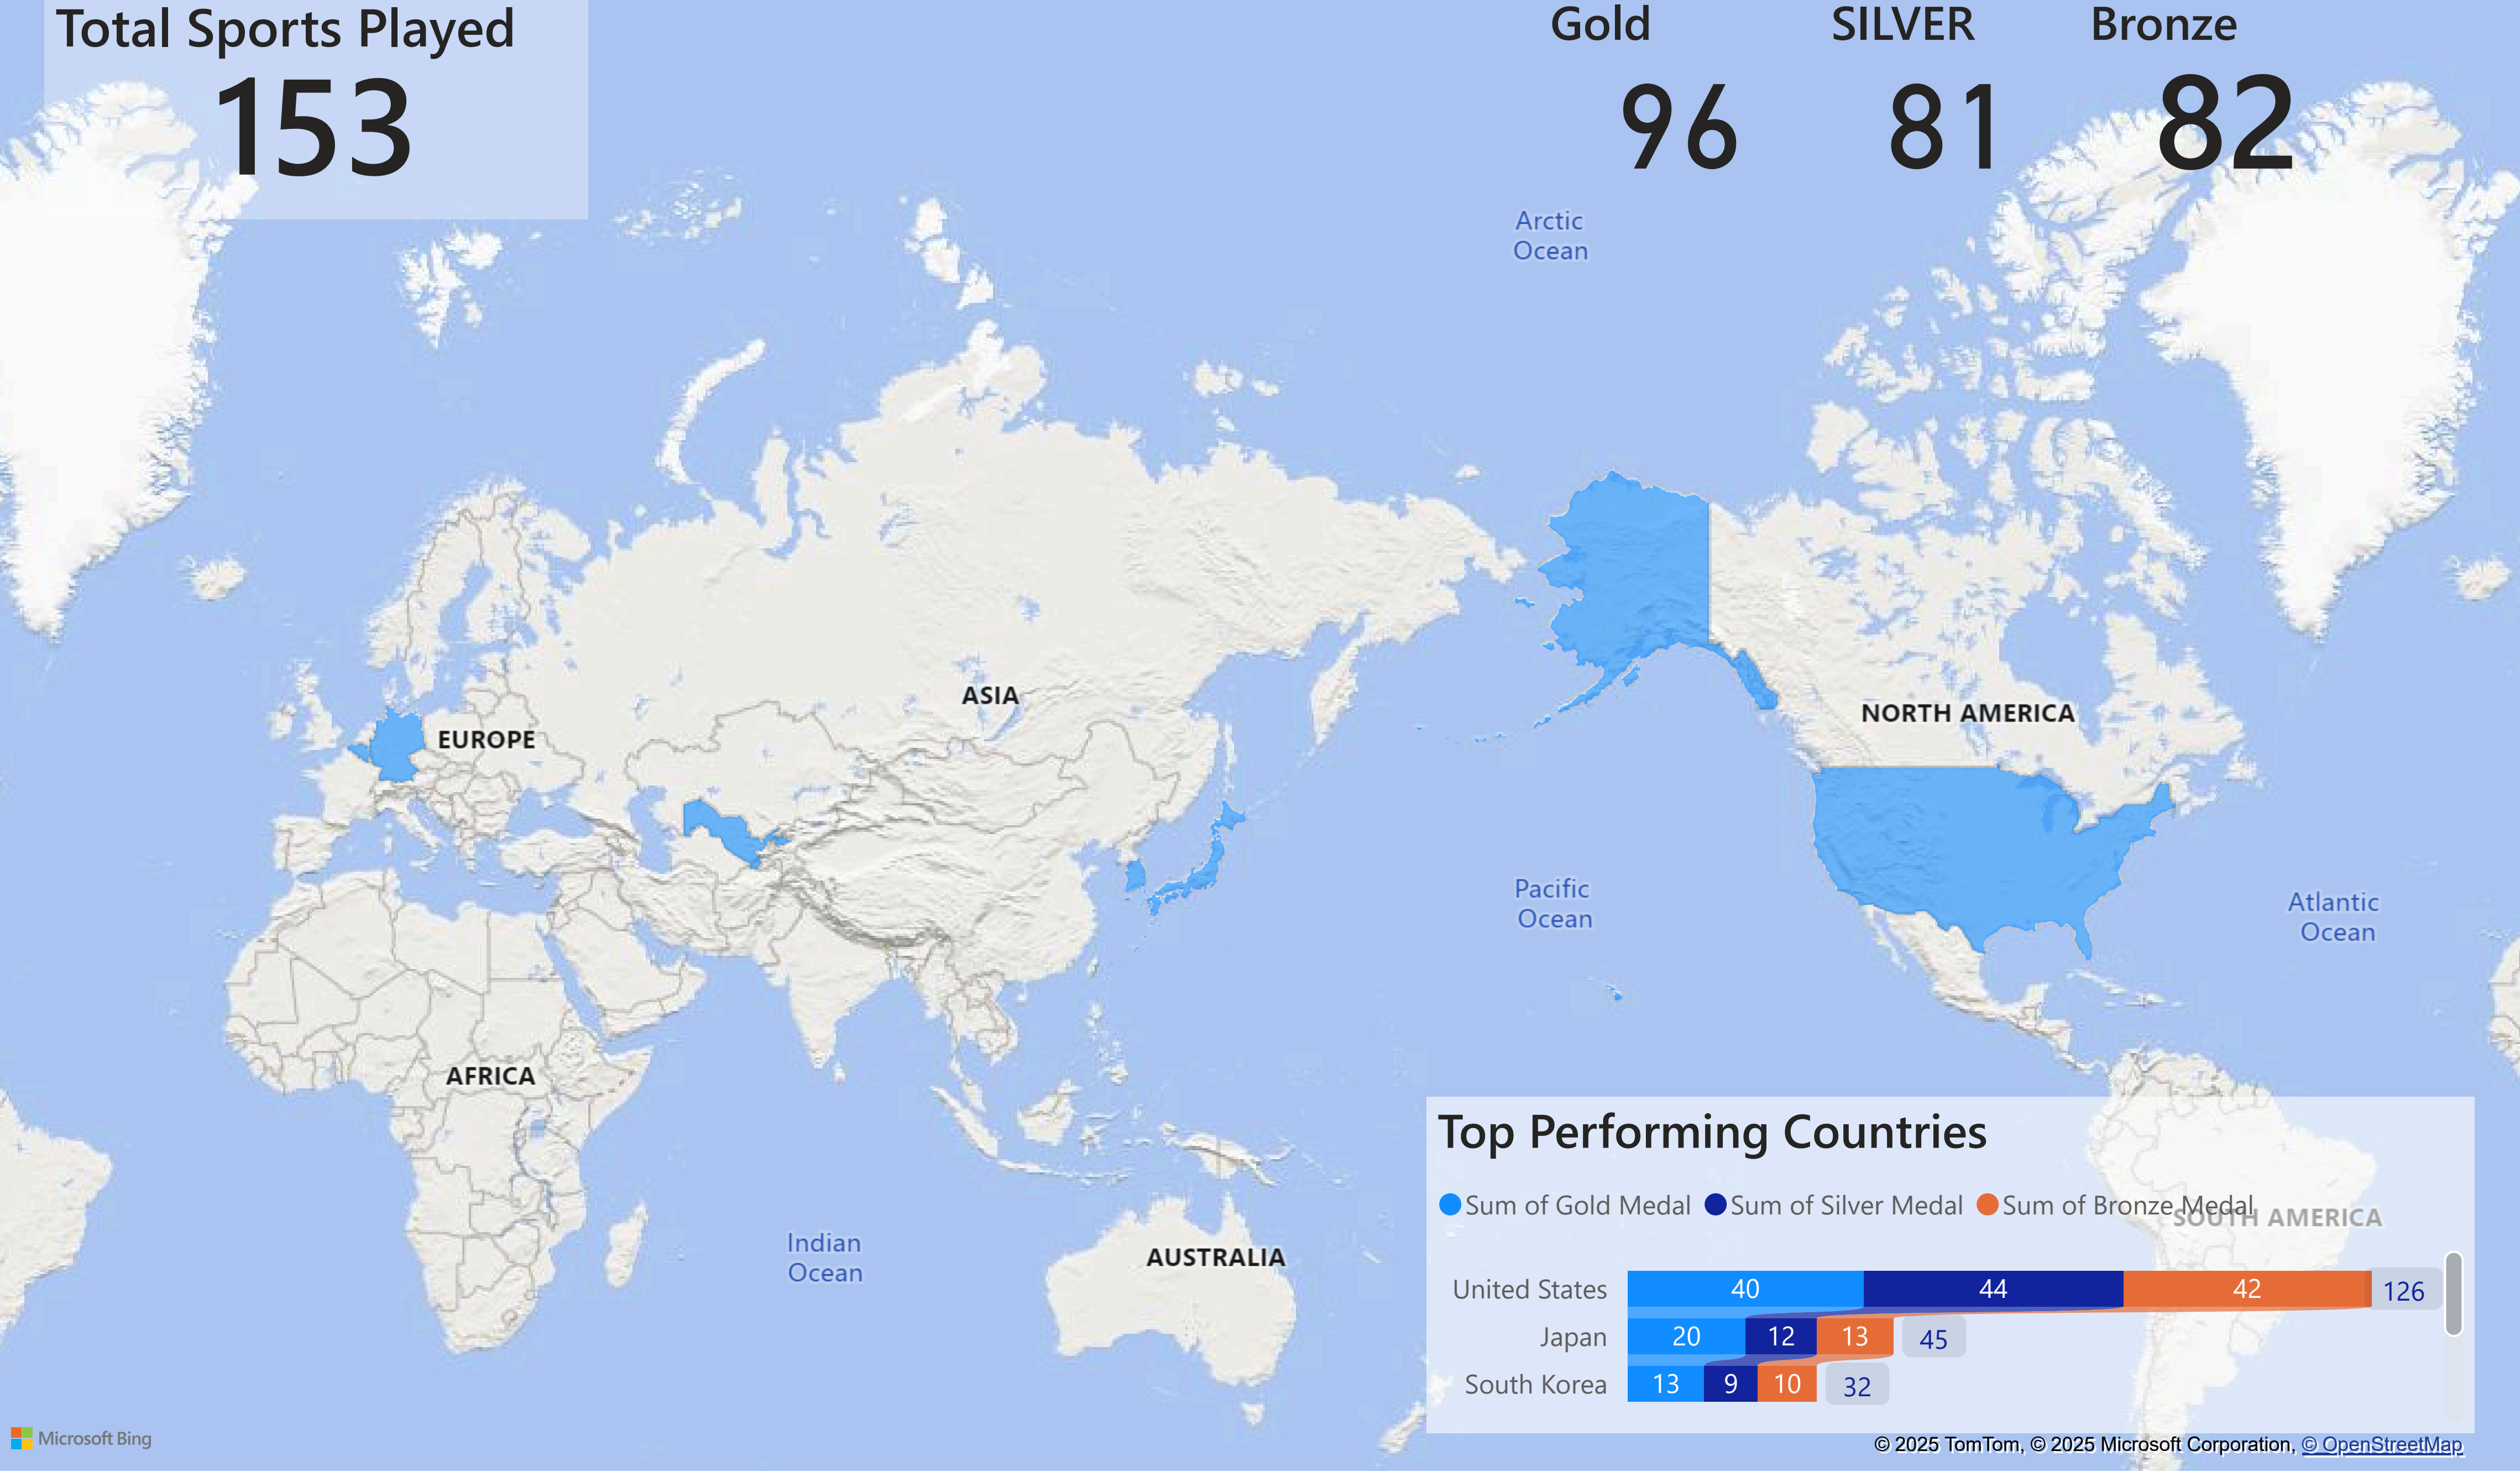 Total Sports Played
153
Gold
SILVER
Bronze
96
81
82
Arctic
Ocean
ASIA
EUROPE
NORTH AMERICA
Pacific
Ocean
Atlantic
Ocean
AFRICA
Indian
Ocean
AUSTRALIA
Top Performing Countries
Sum of Gold Medal
Sum of Silver Medal
Sum of Bronze Medal
SOUTH AMERICA
United States 40 44 42 126
Japan 20 12 13 45
South Korea 13 9 10 32
Microsoft Bing
© 2025 TomTom, © 2025 Microsoft Corporation, © OpenStreetMap